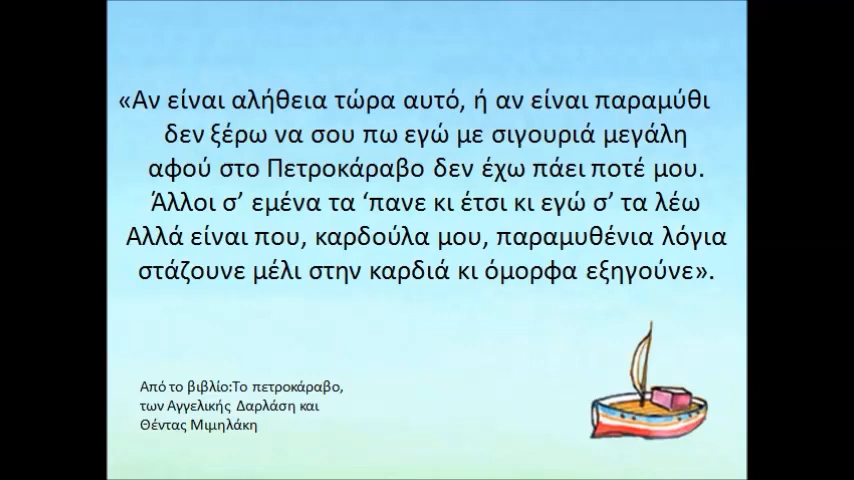 «Αν είναι αλήθεια τώρα αυτό, ή αν είναι παραμύθι
δεν ξέρω να σου πω εγώ με σιγουριά μεγάλη
αφού στο Πετροκάραβο δεν έχω πάει ποτέ μου.
Άλλοι σ’ εμένα τα ‘πανε κι έτσι κι εγώ σ’ τα λέω
Αλλά είναι που, καρδούλα μου, παραμυθένια λόγια
στάζουνε μέλι στην καρδιά κι όμορφα εξηγούνε».
Από το βιβλίο:Το πετροκάραβο,
των Αγγελικής Δαρλάση και
Θέντας Μιμηλάκη